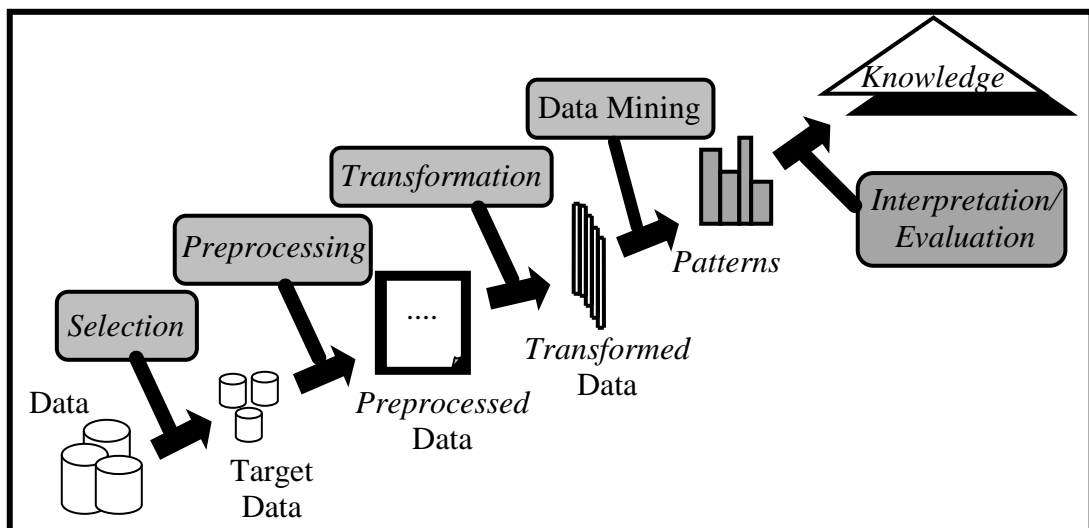 Knowledge
Data Mining
Transformation
Interpretation/
Evaluation
Preprocessing
Patterns
....
Selection
Transformed
Data
Preprocessed
Data
Data
Target
Data